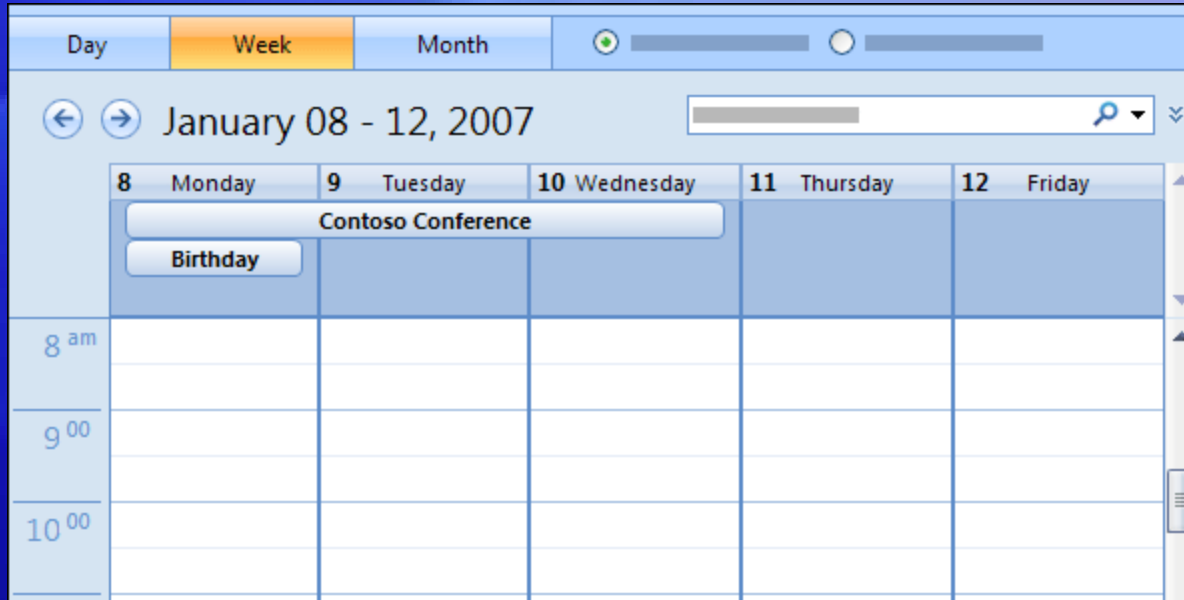 Day Week Month
January 08 - 12, 2007
8 Monday 9 Tuesday 10 Wednesday 11 Thursday 12 Friday
Contoso Conference
Birthday
8 am
9 00
10 00